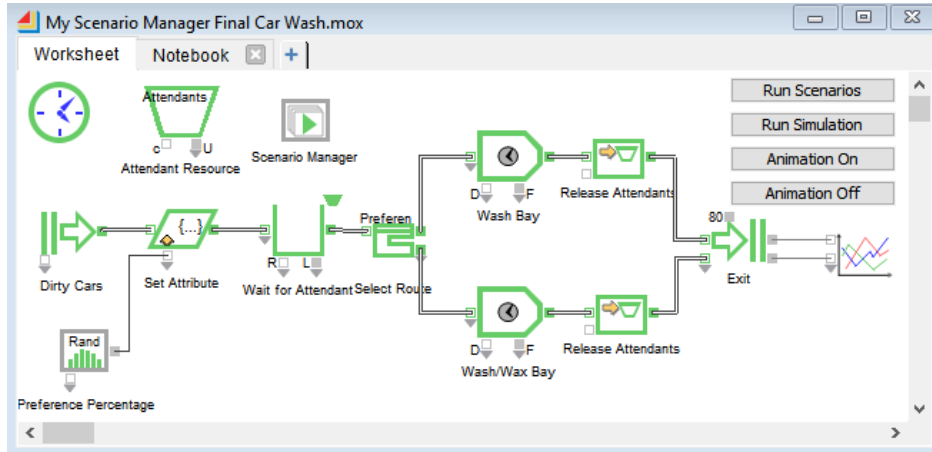 My Scenario Manager Final Car Wash.mox
Worksheet
Notebook
Run Scenarios
Run Simulation
Animation On
Animation Off
Attendants
C U
Attendant Resource
Scenario Manager
D F
Wash Bay
Release Attendants
Dirty Cars
{...}
Set Attribute
R L
Wait for Attendant
Preferen
Select Route
80
Exit
Rand
Preference Percentage
D F
Wash/Wax Bay
Release Attendants